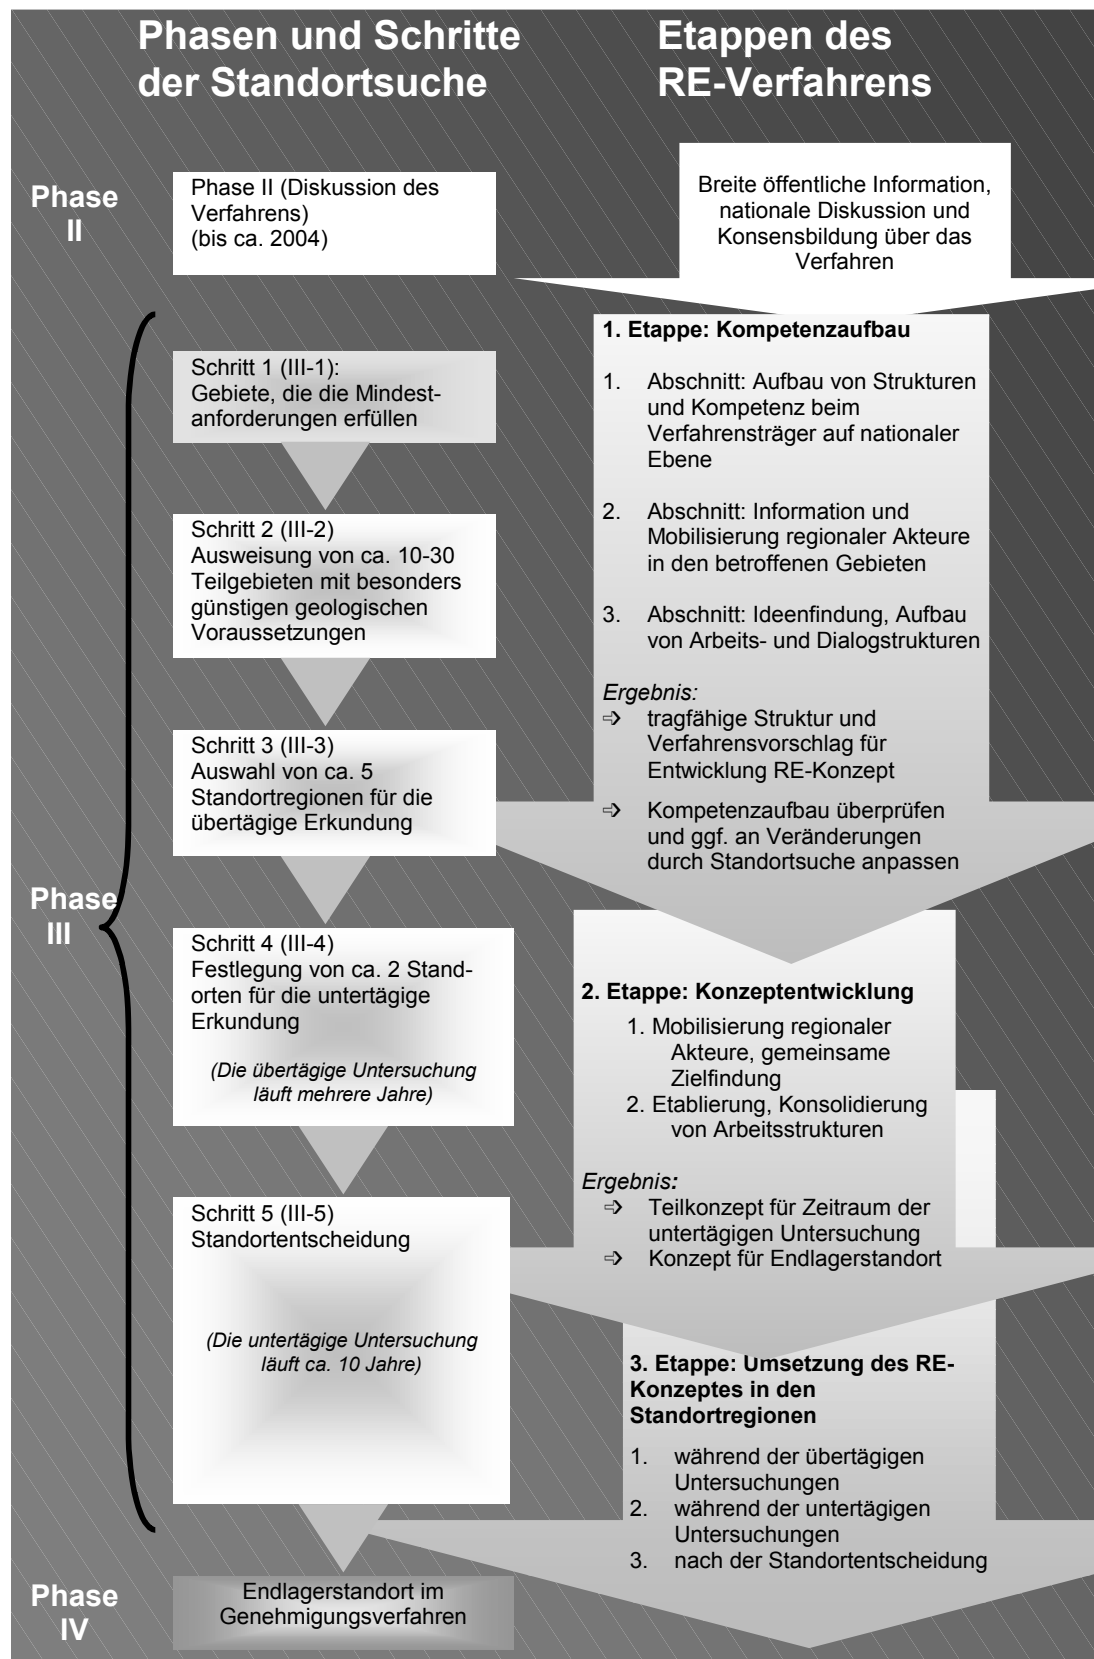 Phasen und Schritte
der Standortsuche
Etappen des
RE-Verfahrens
Phase
II
Phase II (Diskussion des
Verfahrens)
(bis ca. 2004)
Breite öffentliche Information,
nationale Diskussion und
Konsensbildung über das
Verfahren
Phase
III
Schritt 1 (III-1):
Gebiete, die die Mindest-
anforderungen erfüllen
Schritt 2 (III-2)
Ausweisung von ca. 10-30
Teilgebieten mit besonders
günstigen geologischen
Voraussetzungen
Schritt 3 (III-3)
Auswahl von ca. 5
Standortregionen für die
übertägige Erkundung
Schritt 4 (III-4)
Festlegung von ca. 2 Stand-
orten für die untertägige
Erkundung
(Die übertägige Untersuchung
läuft mehrere Jahre)
Schritt 5 (III-5)
Standortentscheidung
(Die untertägige Untersuchung
läuft ca. 10 Jahre)
1. Etappe: Kompetenzaufbau
1. Abschnitt: Aufbau von Strukturen
und Kompetenz beim
Verfahrensträger auf nationaler
Ebene
2. Abschnitt: Information und
Mobilisierung regionaler Akteure
in den betroffenen Gebieten
3. Abschnitt: Ideenfindung, Aufbau
von Arbeits- und Dialogstrukturen
Ergebnis:
➩ tragfähige Struktur und
Verfahrensvorschlag für
Entwicklung RE-Konzept
➩ Kompetenzaufbau überprüfen
und ggf. an Veränderungen
durch Standortsuche anpassen
2. Etappe: Konzeptentwicklung
1. Mobilisierung regionaler
Akteure, gemeinsame
Zielfindung
2. Etablierung, Konsolidierung
von Arbeitsstrukturen
Ergebnis:
➩ Teilkonzept für Zeitraum der
untertägigen Untersuchung
➩ Konzept für Endlagerstandort
3. Etappe: Umsetzung des RE-
Konzeptes in den
Standortregionen
1. während der übertägigen
Untersuchungen
2. während der untertägigen
Untersuchungen
3. nach der Standortentscheidung
Phase
IV
Endlagerstandort im
Genehmigungsverfahren